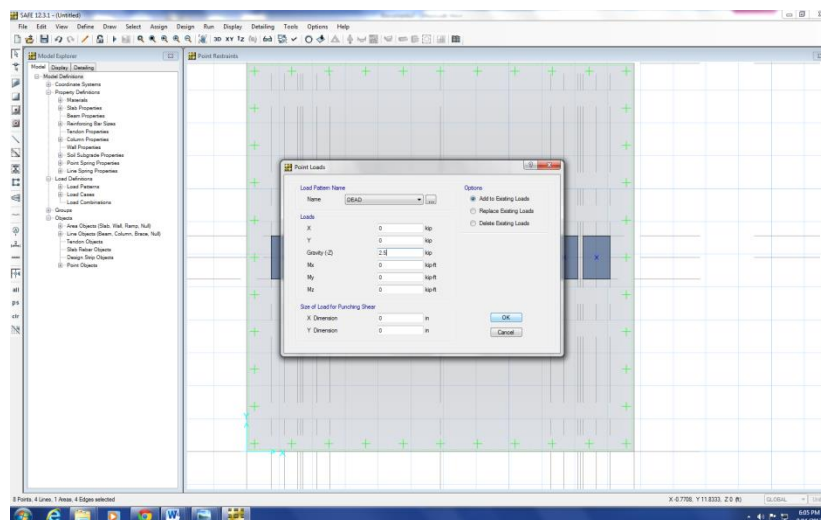 SAFE 12.3.1 - (Untitled)
File Edit View Define Draw Select Assign Design Run Display Detailing Tools Options Help
Model Explorer
Point Restraints
Model Display Detailing
Model Definitions
Coordinate Systems
Property Definitions
Materials
Slab Properties
Beam Properties
Reinforcing Bar Sizes
Tendon Properties
Column Properties
Wall Properties
Soil Subgrade Properties
Point Spring Properties
Line Spring Properties
Load Definitions
Load Patterns
Load Cases
Load Combinations
Groups
Objects
Area Objects (Slab, Wall, Ramp, Null)
Line Objects (Beam, Column, Brace, Null)
Tendon Objects
Slab Rebar Objects
Design Strip Objects
Point Objects
Point Loads
Load Pattern Name
Name DEAD
Options
Add to Existing Loads
Replace Existing Loads
Delete Existing Loads
Loads
X 0 kip
Y 0 kip
Gravity (-Z) 2.5 kip
Mx 0 kip-ft
My 0 kip-ft
Mz 0 kip-ft
Size of Load for Punching Shear
X Dimension 0 in
Y Dimension 0 in
OK
Cancel
all
ps
clr
8 Points, 4 Lines, 1 Areas, 4 Edges selected
X -0.7708, Y 11.8333, Z 0 (ft)
GLOBAL
6:05 PM